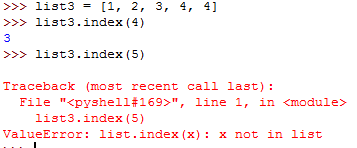 >>> list3 = [1, 2, 3, 4, 4]
>>> list3.index(4)
3
>>> list3.index(5)
Traceback (most recent call last):
  File "<pyshell#169>", line 1, in <module>
    list3.index(5)
ValueError: list.index(x): x not in list
>>>